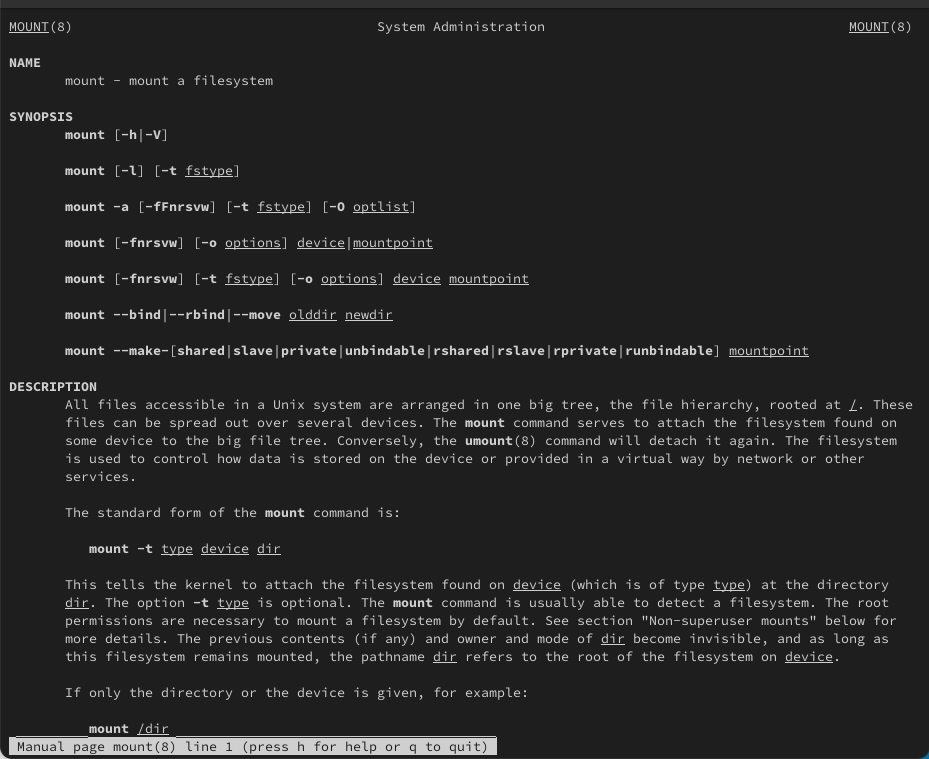 MOUNT(8) System Administration MOUNT(8)
NAME
mount - mount a filesystem
SYNOPSIS
mount [-h|-V]
mount [-l] [-t fstype]
mount -a [-fFnrsvw] [-t fstype] [-O optlist]
mount [-fnrsvw] [-o options] device|mountpoint
mount [-fnrsvw] [-t fstype] [-o options] device mountpoint
mount --bind|--rbind|--move olddir newdir
mount --make-[shared|slave|private|unbindable|rshared|rslave|rprivate|runbindable] mountpoint
DESCRIPTION
All files accessible in a Unix system are arranged in one big tree, the file hierarchy, rooted at /. These
files can be spread out over several devices. The mount command serves to attach the filesystem found on
some device to the big file tree. Conversely, the umount(8) command will detach it again. The filesystem
is used to control how data is stored on the device or provided in a virtual way by network or other
services.
The standard form of the mount command is:
mount -t type device dir
This tells the kernel to attach the filesystem found on device (which is of type type) at the directory
dir. The option -t type is optional. The mount command is usually able to detect a filesystem. The root
permissions are necessary to mount a filesystem by default. See section "Non-superuser mounts" below for
more details. The previous contents (if any) and owner and mode of dir become invisible, and as long as
this filesystem remains mounted, the pathname dir refers to the root of the filesystem on device.
If only the directory or the device is given, for example:
mount /dir
Manual page mount(8) line 1 (press h for help or q to quit)